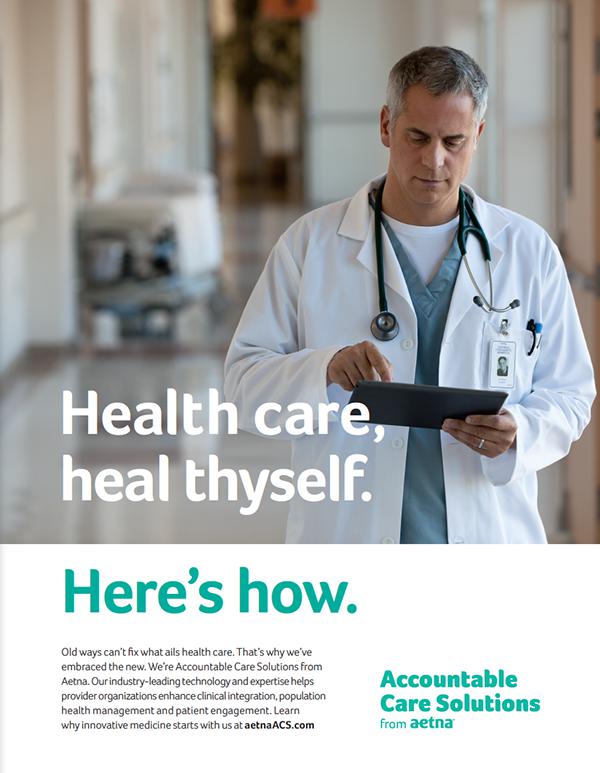 Health care,
heal thyself.
Here's how.
Old ways can't fix what ails health care. That's why we've
embraced the new. We're Accountable Care Solutions from
Aetna. Our industry-leading technology and expertise helps
provider organizations enhance clinical integration, population
health management and patient engagement. Learn
why innovative medicine starts with us at aetnaACS.com
Accountable
Care Solutions
from aetna